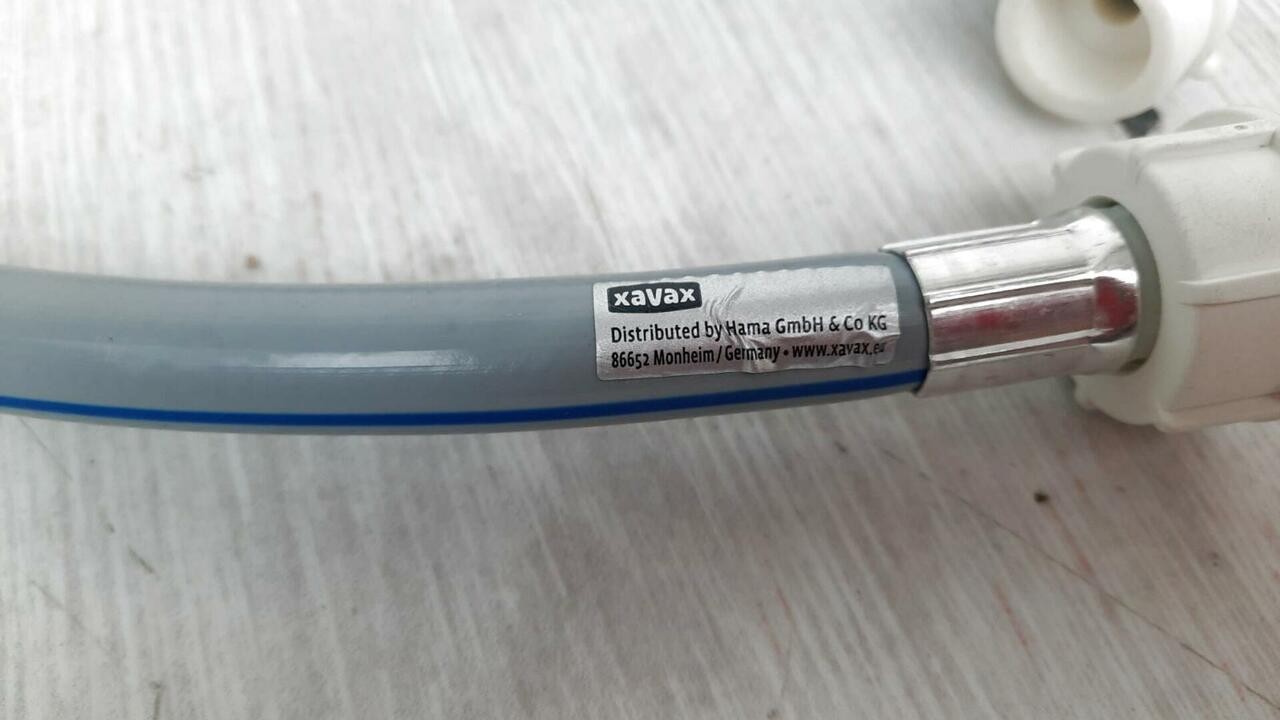 xavax
Distributed by Hama GmbH & Co KG
86652 Monheim/Germany • www.xavax.eu